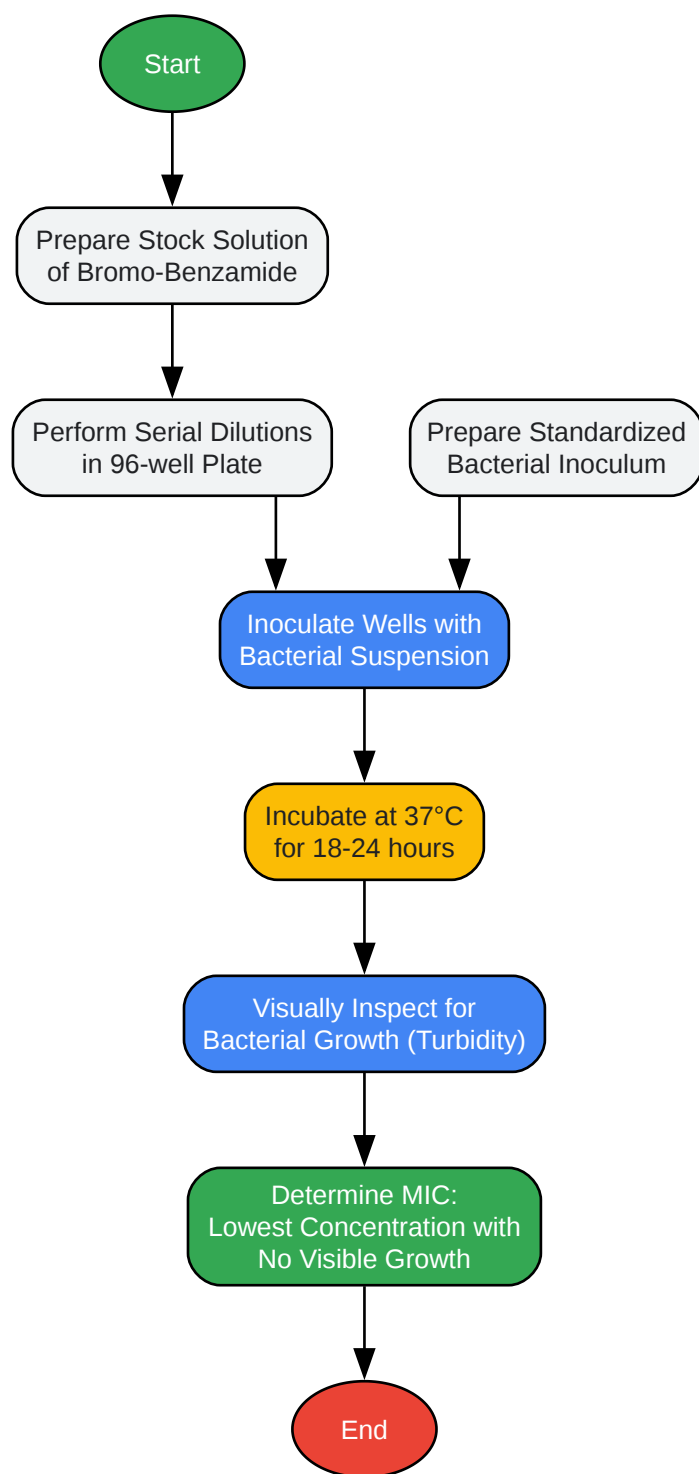 Start
Prepare Stock Solution
of Bromo-Benzamide
Perform Serial Dilutions
in 96-well Plate
Prepare Standardized
Bacterial Inoculum
Inoculate Wells with
Bacterial Suspension
Incubate at 37°C
for 18-24 hours
Visually Inspect for
Bacterial Growth (Turbidity)
Determine MIC:
Lowest Concentration with
No Visible Growth
End